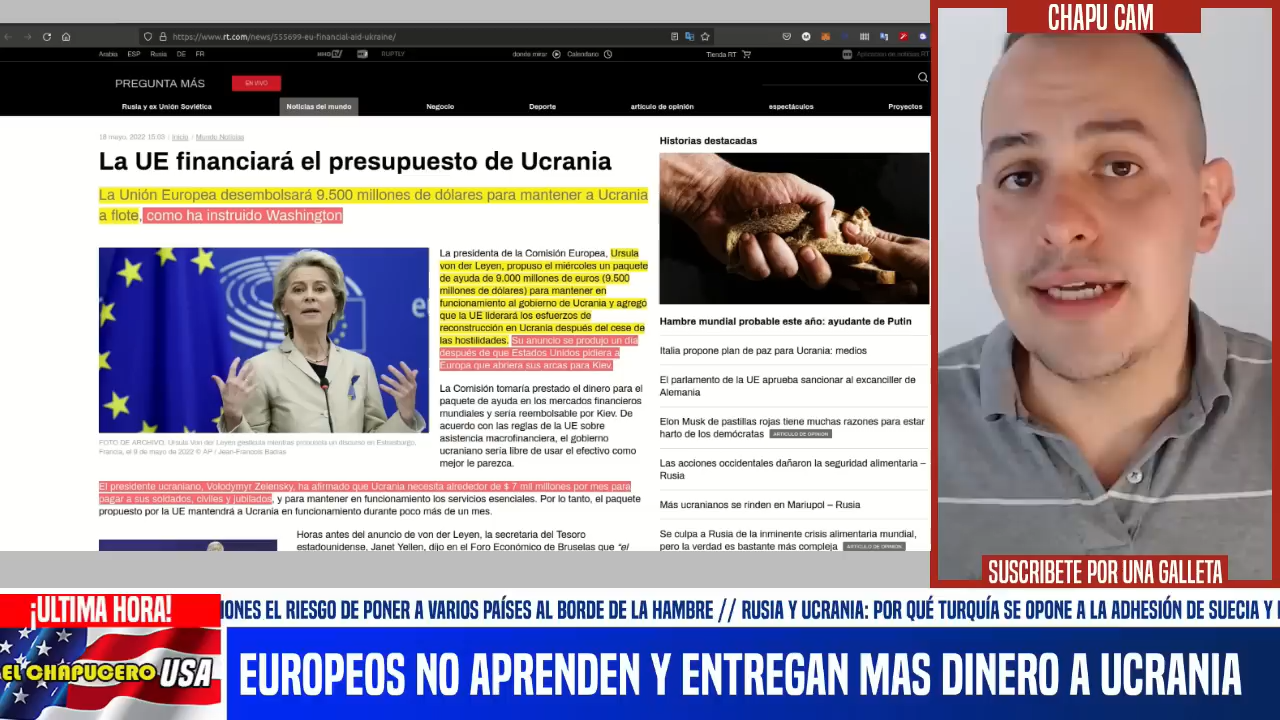 CHAPU CAM
https://www.rt.com/news/555699-eu-financial-aid-ukraine/
Arabia ESP Rusia DE FR
RUPTLY
donde mirar Calendario
Tienda RT
Aplicaciones de noticias RT
PREGUNTA MÁS
EN VIVO
Rusia y ex Unión Soviética
Noticias del mundo
Negocio
Deporte
artículo de opinión
espectáculos
Proyectos
18 mayo, 2022 15:03 | Inicio / Mundo Noticias
La UE financiará el presupuesto de Ucrania
La Unión Europea desembolsará 9.500 millones de dólares para mantener a Ucrania
a flote, como ha instruido Washington
La presidenta de la Comisión Europea, Ursula
von der Leyen, propuso el miércoles un paquete
de ayuda de 9.000 millones de euros (9.500
millones de dólares) para mantener en
funcionamiento al gobierno de Ucrania y agregó
que la UE liderará los esfuerzos de
reconstrucción en Ucrania después del cese de
las hostilidades. Su anuncio se produjo un día
después de que Estados Unidos pidiera a
Europa que abriera sus arcas para Kiev.
La Comisión tomaría prestado el dinero para el
paquete de ayuda en los mercados financieros
mundiales y sería reembolsable por Kiev. De
acuerdo con las reglas de la UE sobre
asistencia macrofinanciera, el gobierno
ucraniano sería libre de usar el efectivo como
mejor le parezca.
FOTO DE ARCHIVO. Ursula Von der Leyen gesticula mientras pronuncia un discurso en Estrasburgo,
Francia, el 9 de mayo de 2022 © AP / Jean-Francois Badias
El presidente ucraniano, Volodymyr Zelensky, ha afirmado que Ucrania necesita alrededor de $ 7 mil millones por mes para
pagar a sus soldados, civiles y jubilados, y para mantener en funcionamiento los servicios esenciales. Por lo tanto, el paquete
propuesto por la UE mantendrá a Ucrania en funcionamiento durante poco más de un mes.
Horas antes del anuncio de von der Leyen, la secretaria del Tesoro
estadounidense, Janet Yellen, dijo en el Foro Económico de Bruselas que "el
Historias destacadas
Hambre mundial probable este año: ayudante de Putin
Italia propone plan de paz para Ucrania: medios
El parlamento de la UE aprueba sancionar al excanciller de
Alemania
Elon Musk de pastillas rojas tiene muchas razones para estar
harto de los demócratas ARTÍCULO DE OPINIÓN
Las acciones occidentales dañaron la seguridad alimentaria –
Rusia
Más ucranianos se rinden en Mariupol – Rusia
Se culpa a Rusia de la inminente crisis alimentaria mundial,
pero la verdad es bastante más compleja ARTÍCULO DE OPINIÓN
SUSCRIBETE POR UNA GALLETA
¡ULTIMA HORA!
IONES EL RIESGO DE PONER A VARIOS PAÍSES AL BORDE DE LA HAMBRE // RUSIA Y UCRANIA: POR QUÉ TURQUÍA SE OPONE A LA ADHESIÓN DE SUECIA Y
EL CHAPUCERO USA
EUROPEOS NO APRENDEN Y ENTREGAN MAS DINERO A UCRANIA